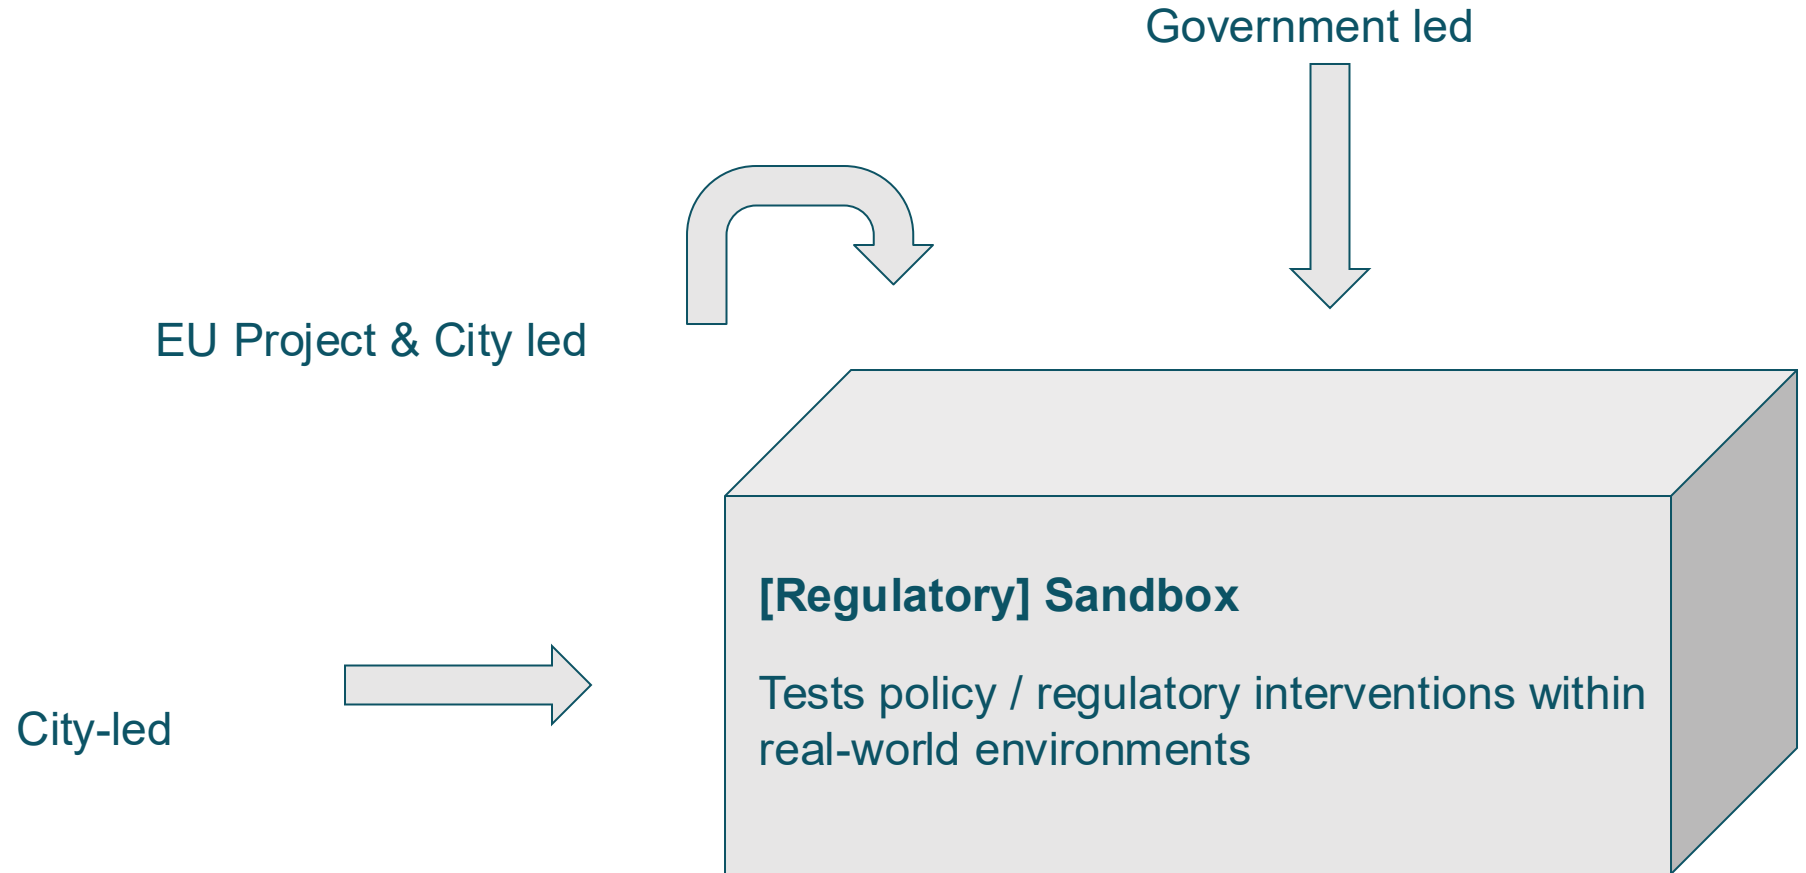 Government led
EU Project & City led
[Regulatory] Sandbox
Tests policy / regulatory interventions within
real-world environments
City-led